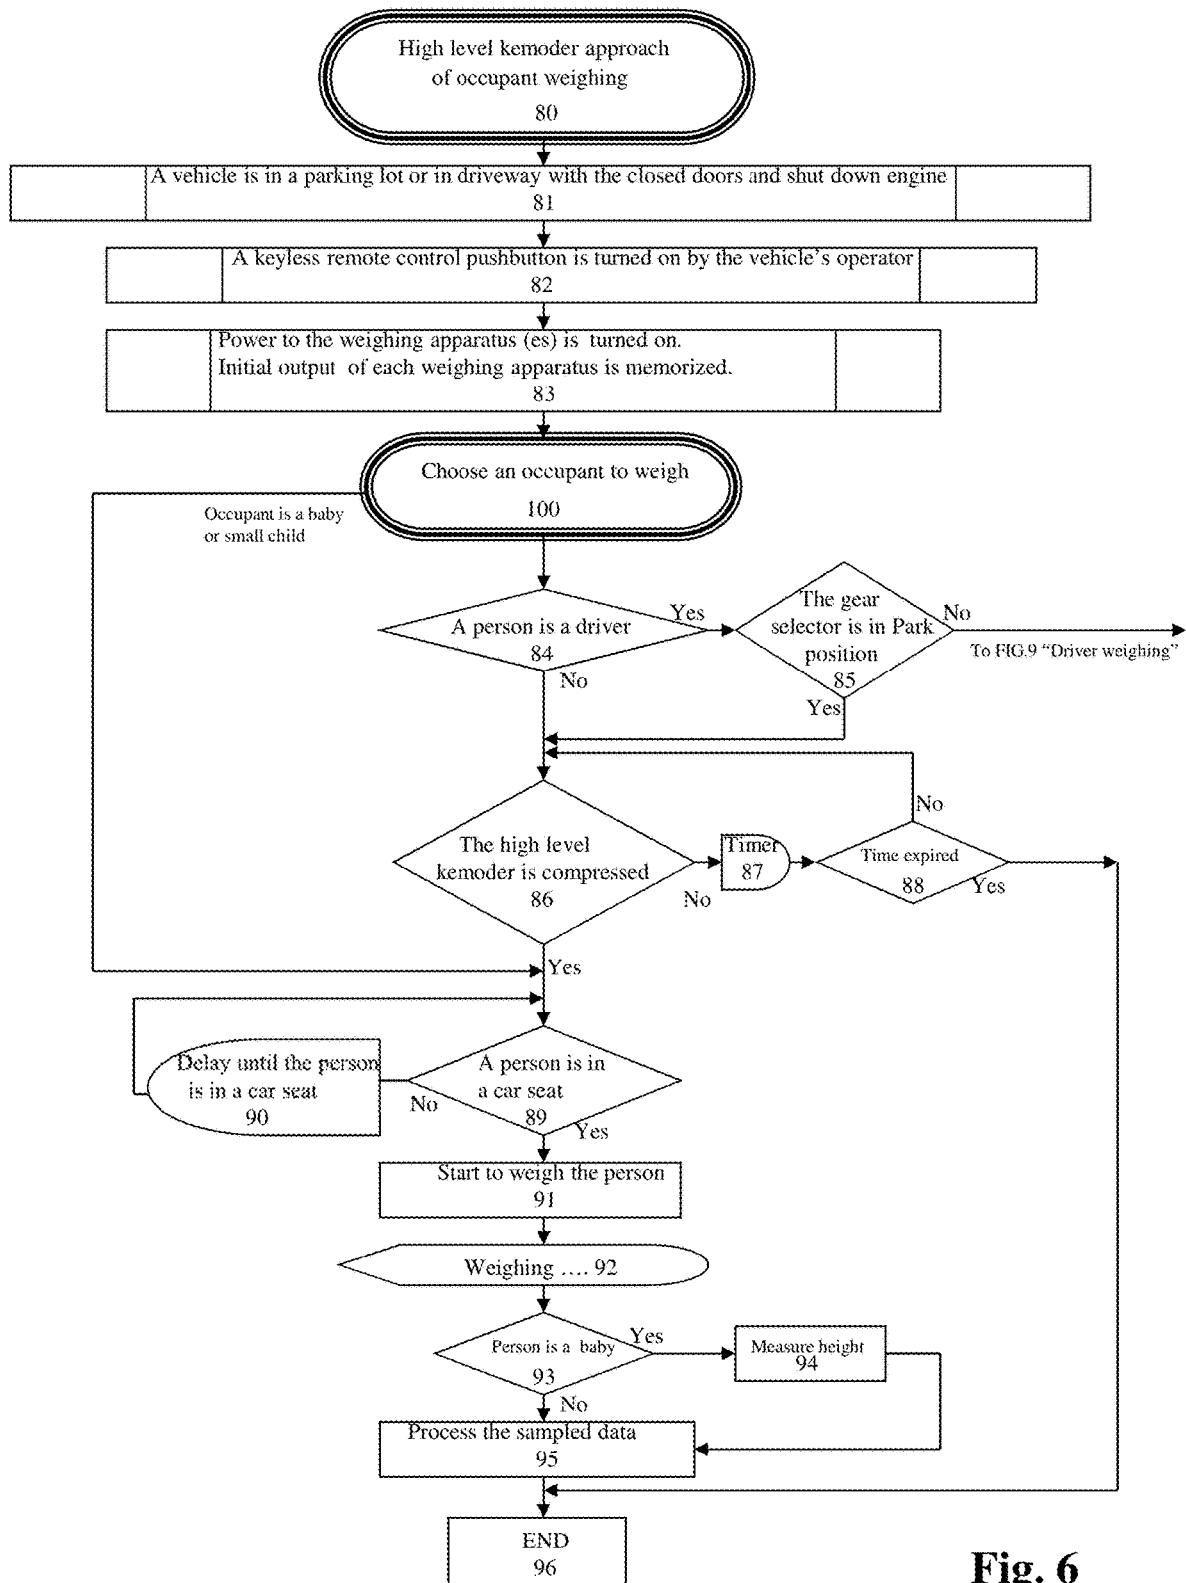 High level kemoder approach
of occupant weighing
80
A vehicle is in a parking lot or in driveway with the closed doors and shut down engine
81
A keyless remote control pushbutton is turned on by the vehicle's operator
82
Power to the weighing apparatus (es) is turned on.
Initial output of each weighing apparatus is memorized.
83
Choose an occupant to weigh
100
Occupant is a baby
or small child
A person is a driver
84
Yes
No
The gear
selector is in Park
position
85
No
Yes
To FIG.9 “Driver weighing”
The high level
kemoder is compressed
86
No
Yes
Timer
87
Time expired
88
No
Yes
Delay until the person
is in a car seat
90
A person is in
a car seat
89
No
Yes
Start to weigh the person
91
Weighing …. 92
Person is a baby
93
Yes
No
Measure height
94
Process the sampled data
95
END
96
Fig. 6